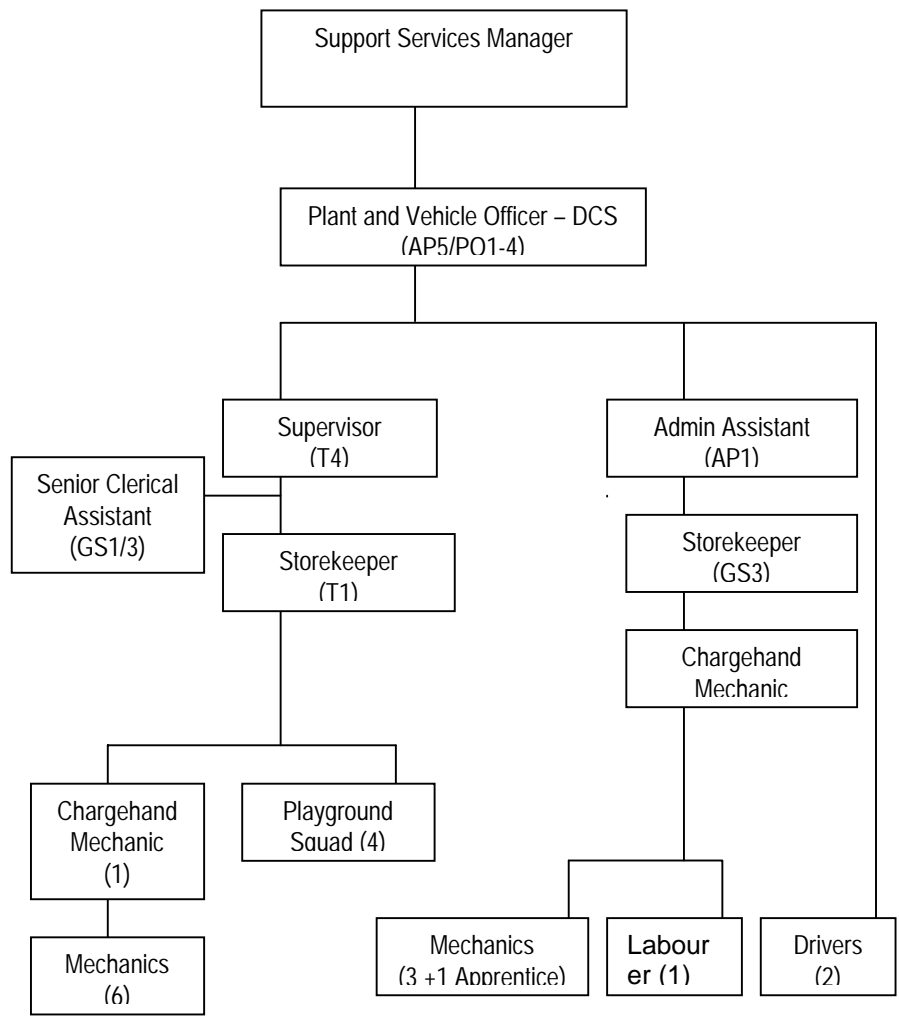 Support Services Manager
Plant and Vehicle Officer – DCS
(AP5/PO1-4)
Supervisor
(T4)
Admin Assistant
(AP1)
Senior Clerical
Assistant
(GS1/3)
Storekeeper
(T1)
Storekeeper
(GS3)
Chargehand
Mechanic
Chargehand
Mechanic
(1)
Playground
Squad (4)
Mechanics
(6)
Mechanics
(3 +1 Apprentice)
Labour
er (1)
Drivers
(2)